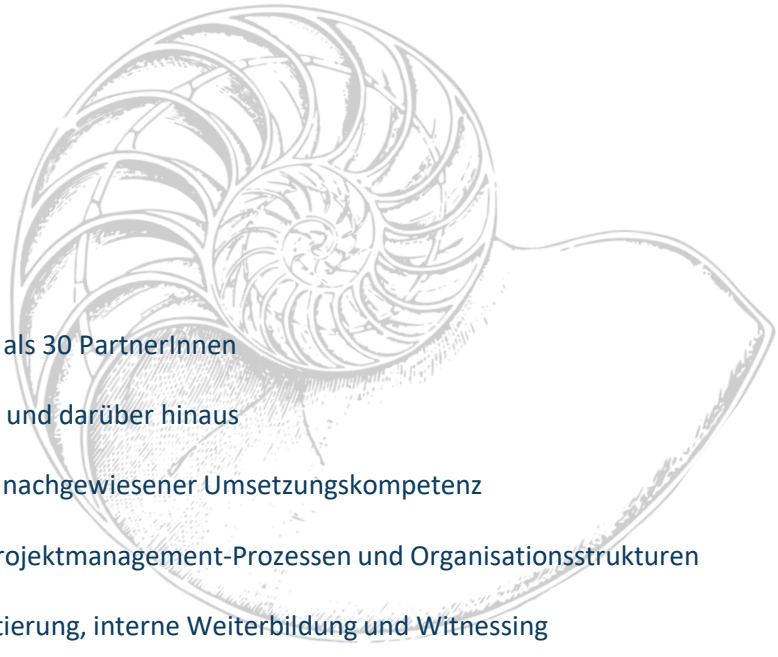 als 30 PartnerInnen
und darüber hinaus
nachgewiesener Umsetzungskompetenz
rojektmanagement-Prozessen und Organisationsstrukturen
tierung, interne Weiterbildung und Witnessing